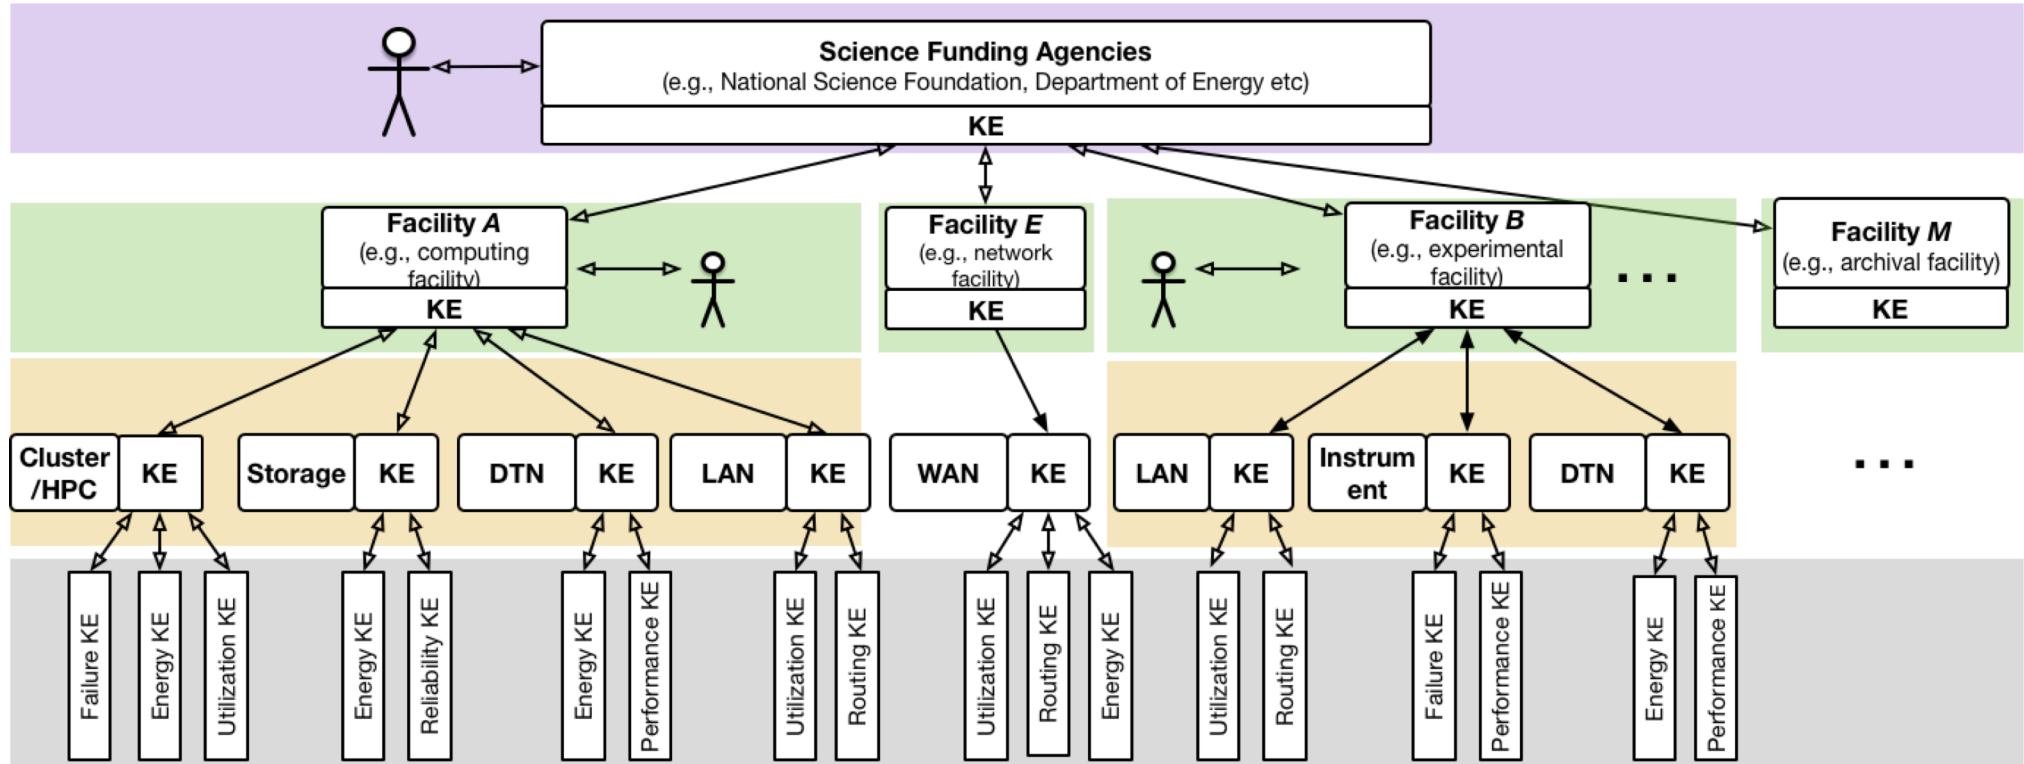 Science Funding Agencies
(e.g., National Science Foundation, Department of Energy etc)
KE
Facility A
(e.g., computing
facility)
KE
Facility E
(e.g., network
facility)
KE
Facility B
(e.g., experimental
facility)
KE
...
Facility M
(e.g., archival facility)
KE
Cluster
/HPC
KE
Storage
KE
DTN
KE
LAN
KE
WAN
KE
LAN
KE
Instrum
ent
KE
DTN
KE
...
Failure KE
Energy KE
Utilization KE
Energy KE
Reliability KE
Energy KE
Performance KE
Utilization KE
Routing KE
Utilization KE
Routing KE
Energy KE
Utilization KE
Routing KE
Failure KE
Performance KE
Energy KE
Performance KE